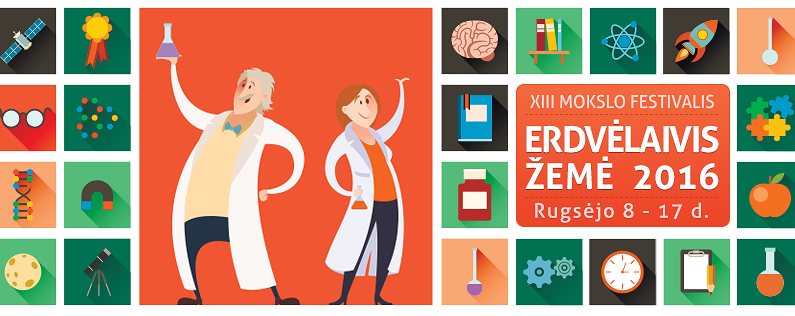 XIII MOKSLO FESTIVALIS
ERDVĖLAIVIS
ŽEMĖ 2016
Rugsėjo 8 - 17 d.